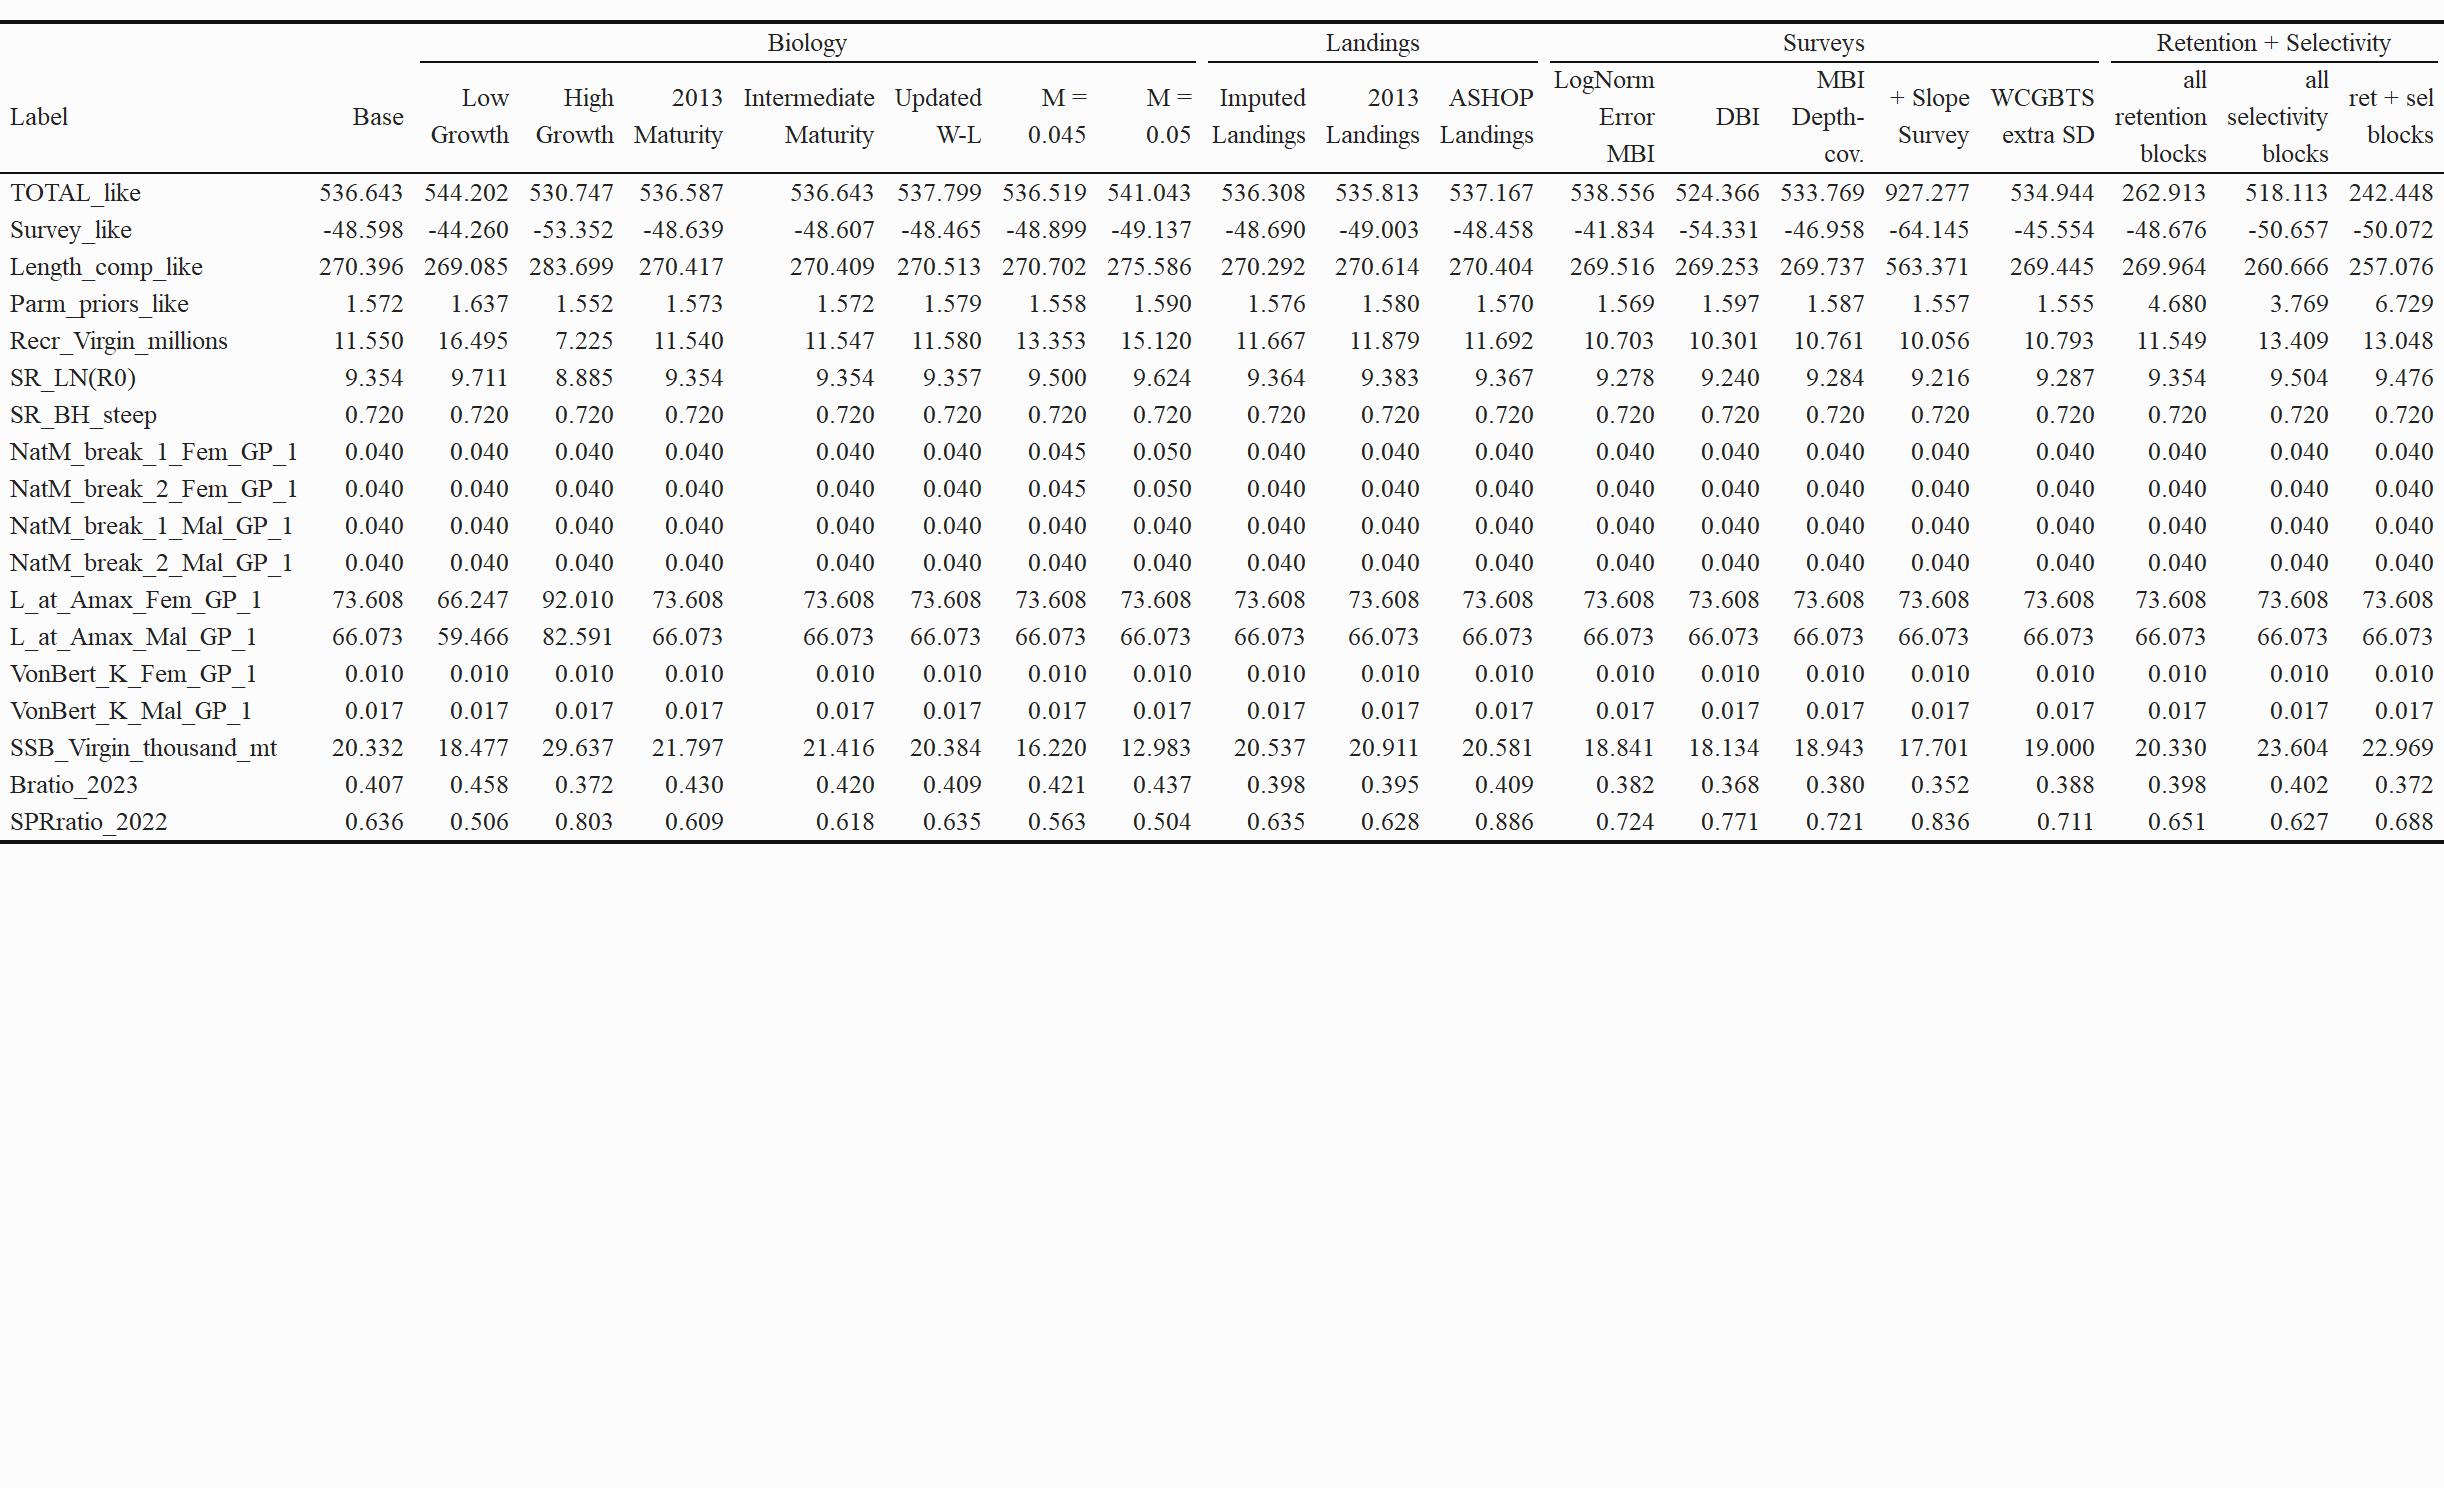 Biology Landings Surveys Retention + Selectivity
Label Base Low Growth High Growth 2013 Maturity Intermediate Maturity Updated W-L M = 0.045 M = 0.05 Imputed Landings 2013 Landings ASHOP Landings LogNorm Error MBI DBI MBI Depth-cov. + Slope Survey WCGBTS extra SD all retention blocks all selectivity blocks ret + sel blocks
TOTAL_like 536.643 544.202 530.747 536.587 536.643 537.799 536.519 541.043 536.308 535.813 537.167 538.556 524.366 533.769 927.277 534.944 262.913 518.113 242.448
Survey_like -48.598 -44.260 -53.352 -48.639 -48.607 -48.465 -48.899 -49.137 -48.690 -49.003 -48.458 -41.834 -54.331 -46.958 -64.145 -45.554 -48.676 -50.657 -50.072
Length_comp_like 270.396 269.085 283.699 270.417 270.409 270.513 270.702 275.586 270.292 270.614 270.404 269.516 269.253 269.737 563.371 269.445 269.964 260.666 257.076
Parm_priors_like 1.572 1.637 1.552 1.573 1.572 1.579 1.558 1.590 1.576 1.580 1.570 1.569 1.597 1.587 1.557 1.555 4.680 3.769 6.729
Recr_Virgin_millions 11.550 16.495 7.225 11.540 11.547 11.580 13.353 15.120 11.667 11.879 11.692 10.703 10.301 10.761 10.056 10.793 11.549 13.409 13.048
SR_LN(R0) 9.354 9.711 8.885 9.354 9.354 9.357 9.500 9.624 9.364 9.383 9.367 9.278 9.240 9.284 9.216 9.287 9.354 9.504 9.476
SR_BH_steep 0.720 0.720 0.720 0.720 0.720 0.720 0.720 0.720 0.720 0.720 0.720 0.720 0.720 0.720 0.720 0.720 0.720 0.720 0.720
NatM_break_1_Fem_GP_1 0.040 0.040 0.040 0.040 0.040 0.040 0.045 0.050 0.040 0.040 0.040 0.040 0.040 0.040 0.040 0.040 0.040 0.040 0.040
NatM_break_2_Fem_GP_1 0.040 0.040 0.040 0.040 0.040 0.040 0.045 0.050 0.040 0.040 0.040 0.040 0.040 0.040 0.040 0.040 0.040 0.040 0.040
NatM_break_1_Mal_GP_1 0.040 0.040 0.040 0.040 0.040 0.040 0.040 0.040 0.040 0.040 0.040 0.040 0.040 0.040 0.040 0.040 0.040 0.040 0.040
NatM_break_2_Mal_GP_1 0.040 0.040 0.040 0.040 0.040 0.040 0.040 0.040 0.040 0.040 0.040 0.040 0.040 0.040 0.040 0.040 0.040 0.040 0.040
L_at_Amax_Fem_GP_1 73.608 66.247 92.010 73.608 73.608 73.608 73.608 73.608 73.608 73.608 73.608 73.608 73.608 73.608 73.608 73.608 73.608 73.608 73.608
L_at_Amax_Mal_GP_1 66.073 59.466 82.591 66.073 66.073 66.073 66.073 66.073 66.073 66.073 66.073 66.073 66.073 66.073 66.073 66.073 66.073 66.073 66.073
VonBert_K_Fem_GP_1 0.010 0.010 0.010 0.010 0.010 0.010 0.010 0.010 0.010 0.010 0.010 0.010 0.010 0.010 0.010 0.010 0.010 0.010 0.010
VonBert_K_Mal_GP_1 0.017 0.017 0.017 0.017 0.017 0.017 0.017 0.017 0.017 0.017 0.017 0.017 0.017 0.017 0.017 0.017 0.017 0.017 0.017
SSB_Virgin_thousand_mt 20.332 18.477 29.637 21.797 21.416 20.384 16.220 12.983 20.537 20.911 20.581 18.841 18.134 18.943 17.701 19.000 20.330 23.604 22.969
Bratio_2023 0.407 0.458 0.372 0.430 0.420 0.409 0.421 0.437 0.398 0.395 0.409 0.382 0.368 0.380 0.352 0.388 0.398 0.402 0.372
SPRratio_2022 0.636 0.506 0.803 0.609 0.618 0.635 0.563 0.504 0.635 0.628 0.886 0.724 0.771 0.721 0.836 0.711 0.651 0.627 0.688